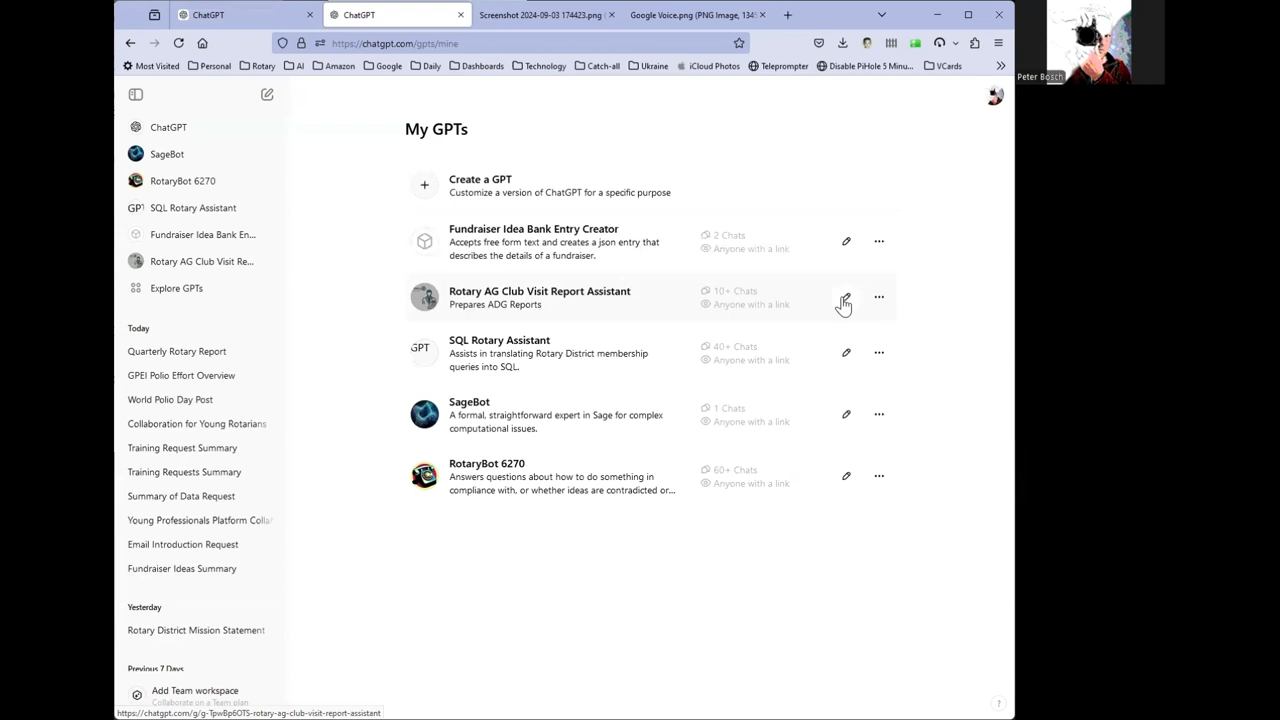 ChatGPT
ChatGPT
Screenshot 2024-09-03 174423.png
Google Voice.png (PNG Image, 134
https://chatgpt.com/gpts/mine
Most Visited
Personal
Rotary
AI
Amazon
Google
Daily
Dashboards
Technology
Catch-all
Ukraine
iCloud Photos
Teleprompter
Disable PiHole 5 Minu...
VCards
Peter Bosch
ChatGPT
SageBot
RotaryBot 6270
GPT SQL Rotary Assistant
Fundraiser Idea Bank En...
Rotary AG Club Visit Re...
Explore GPTs
Today
Quarterly Rotary Report
GPEI Polio Effort Overview
World Polio Day Post
Collaboration for Young Rotarians
Training Request Summary
Training Requests Summary
Summary of Data Request
Young Professionals Platform Colla
Email Introduction Request
Fundraiser Ideas Summary
Yesterday
Rotary District Mission Statement
Previous 7 Days
Add Team workspace
Collaborate on a Team plan
My GPTs
Create a GPT
Customize a version of ChatGPT for a specific purpose
Fundraiser Idea Bank Entry Creator
Accepts free form text and creates a json entry that
describes the details of a fundraiser.
2 Chats
Anyone with a link
Rotary AG Club Visit Report Assistant
Prepares ADG Reports
10+ Chats
Anyone with a link
GPT
SQL Rotary Assistant
Assists in translating Rotary District membership
queries into SQL.
40+ Chats
Anyone with a link
SageBot
A formal, straightforward expert in Sage for complex
computational issues.
1 Chats
Anyone with a link
RotaryBot 6270
Answers questions about how to do something in
compliance with, or whether ideas are contradicted or...
60+ Chats
Anyone with a link
?
https://chatgpt.com/g/g-TpwBp6OTS-rotary-ag-club-visit-report-assistant